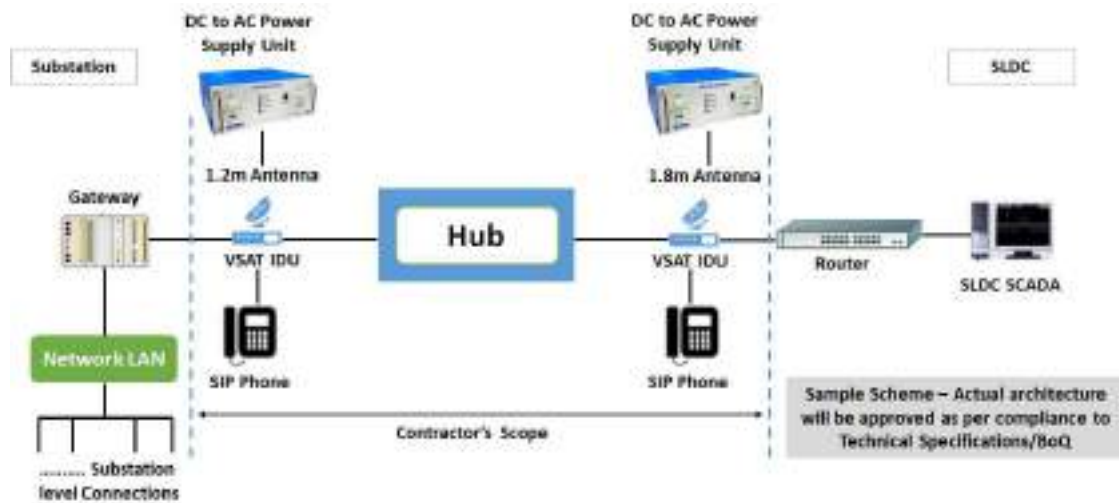 DC to AC Power
Supply Unit
DC to AC Power
Supply Unit
Substation
SLDC
1.2m Antenna
1.8m Antenna
Gateway
Hub
VSAT IDU
VSAT IDU
Router
SLDC SCADA
Network LAN
SIP Phone
SIP Phone
Contractor's Scope
Sample Scheme – Actual architecture
will be approved as per compliance to
Technical Specifications/BoQ
.......... Substation
level Connections